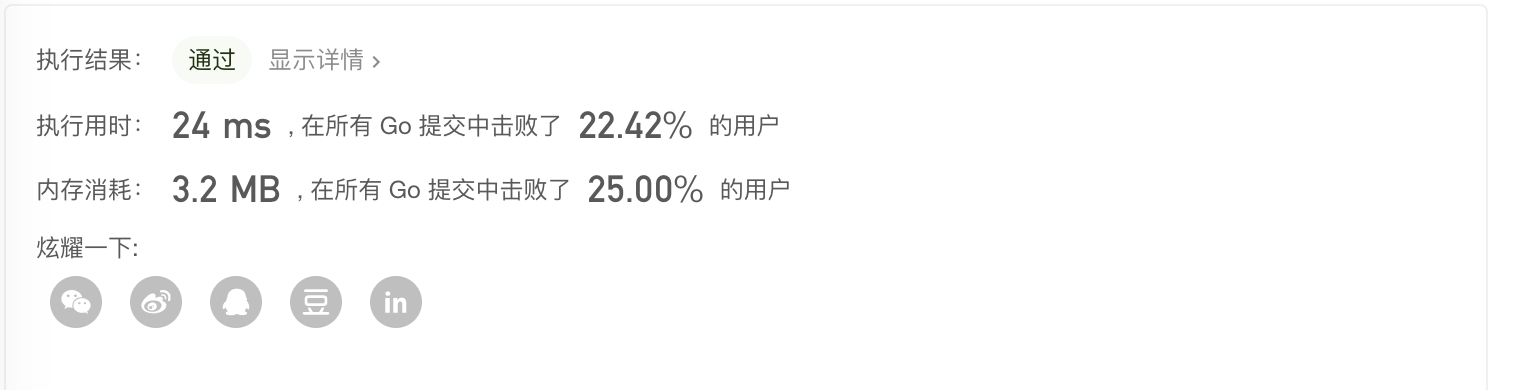 执行结果： 通过 显示详情 ›
执行用时： 24 ms , 在所有 Go 提交中击败了 22.42% 的用户
内存消耗： 3.2 MB , 在所有 Go 提交中击败了 25.00% 的用户
炫耀一下:
豆 in